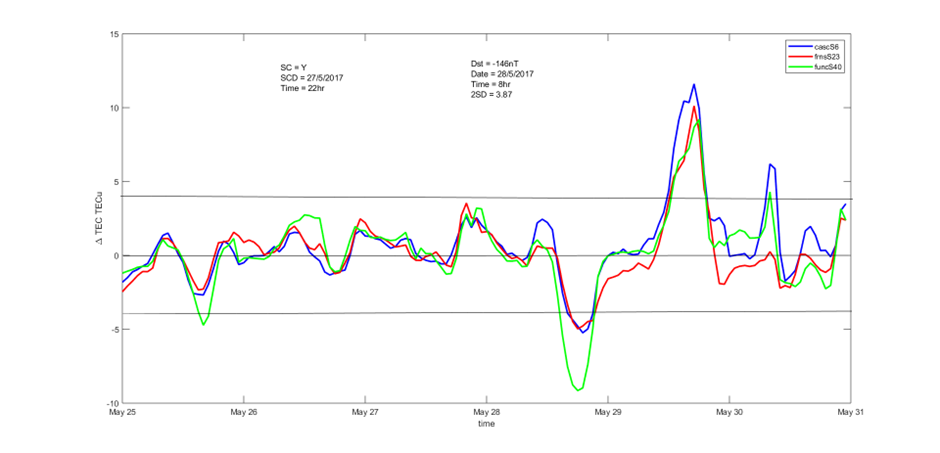 15
10
5
0
-5
-10
Δ TEC TECu
SC = Y
SCD = 27/5/2017
Time = 22hr
Dst = -146nT
Date = 28/5/2017
Time = 8hr
2SD = 3.87
cascS6
frnsS23
funcS40
May 25
May 26
May 27
May 28
May 29
May 30
May 31
time